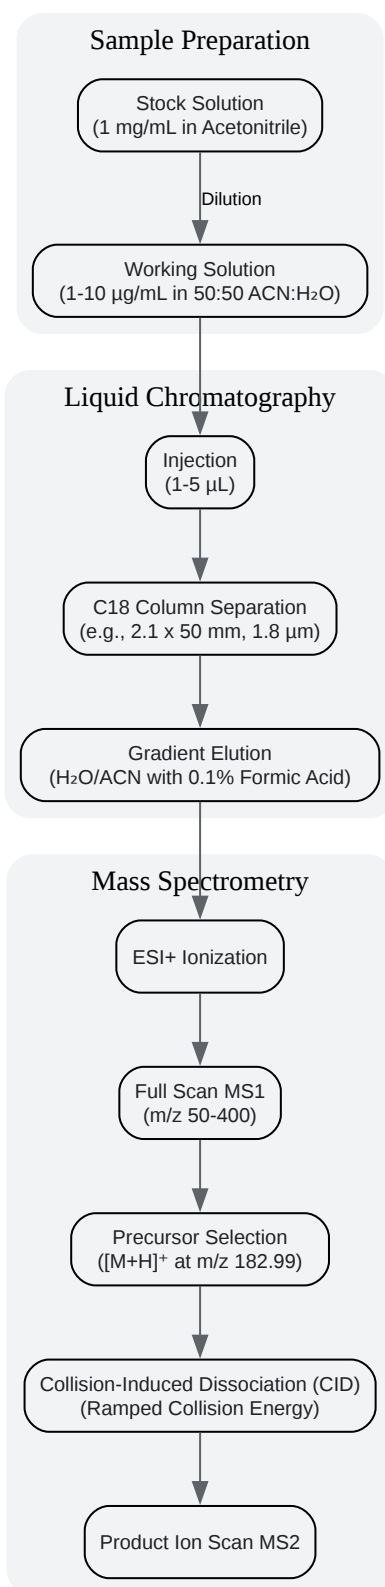 Sample Preparation
Stock Solution
(1 mg/mL in Acetonitrile)
Dilution
Working Solution
(1-10 µg/mL in 50:50 ACN:H₂O)
Liquid Chromatography
Injection
(1-5 µL)
C18 Column Separation
(e.g., 2.1 x 50 mm, 1.8 µm)
Gradient Elution
(H₂O/ACN with 0.1% Formic Acid)
Mass Spectrometry
ESI+ Ionization
Full Scan MS1
(m/z 50-400)
Precursor Selection
([M+H]⁺ at m/z 182.99)
Collision-Induced Dissociation (CID)
(Ramped Collision Energy)
Product Ion Scan MS2